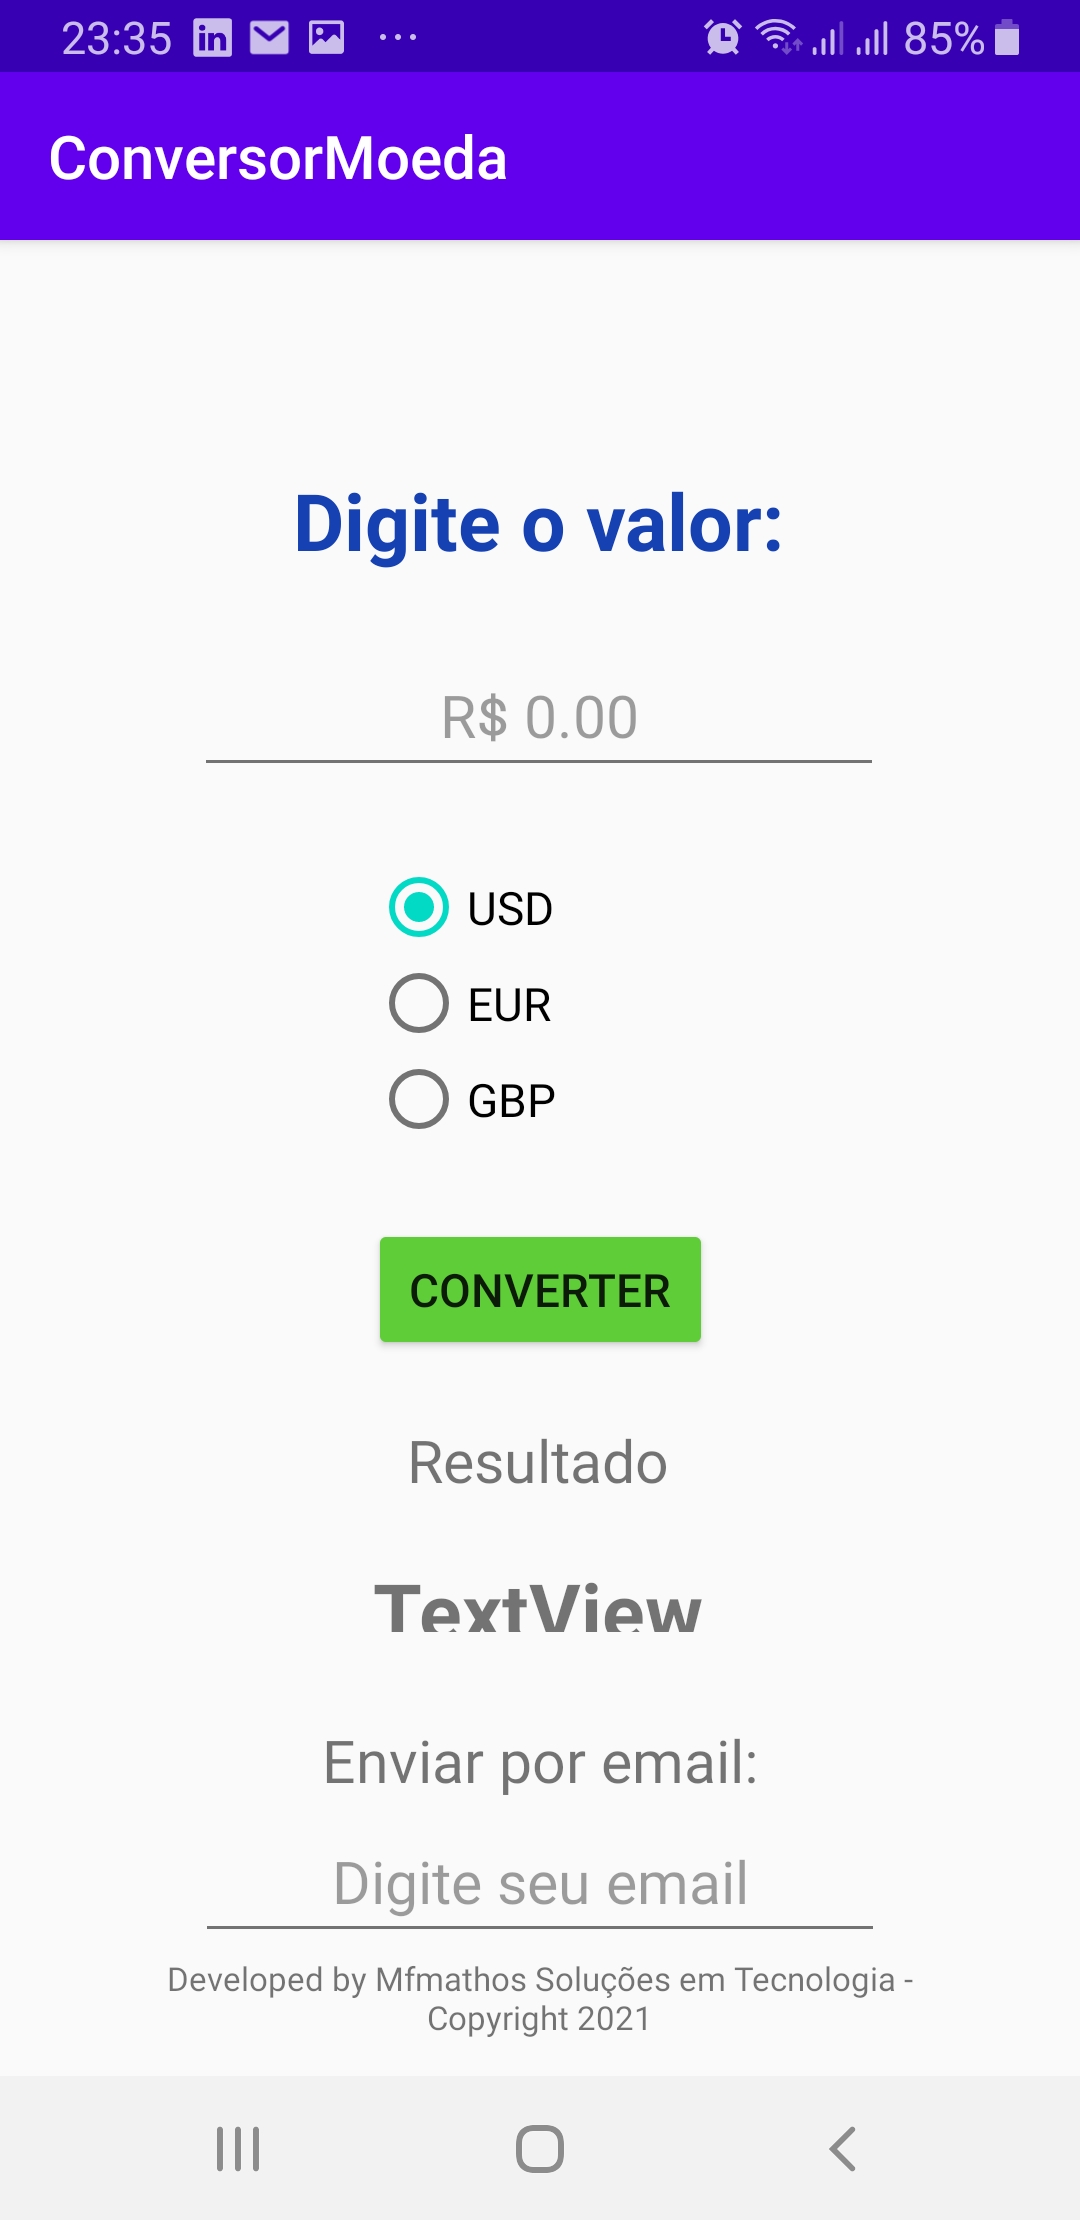 23:35 in ... 85%
ConversorMoeda
Digite o valor:
R$ 0.00
USD
EUR
GBP
CONVERTER
Resultado
TextView
Enviar por email:
Digite seu email
Developed by Mfmathos Soluções em Tecnologia -
Copyright 2021